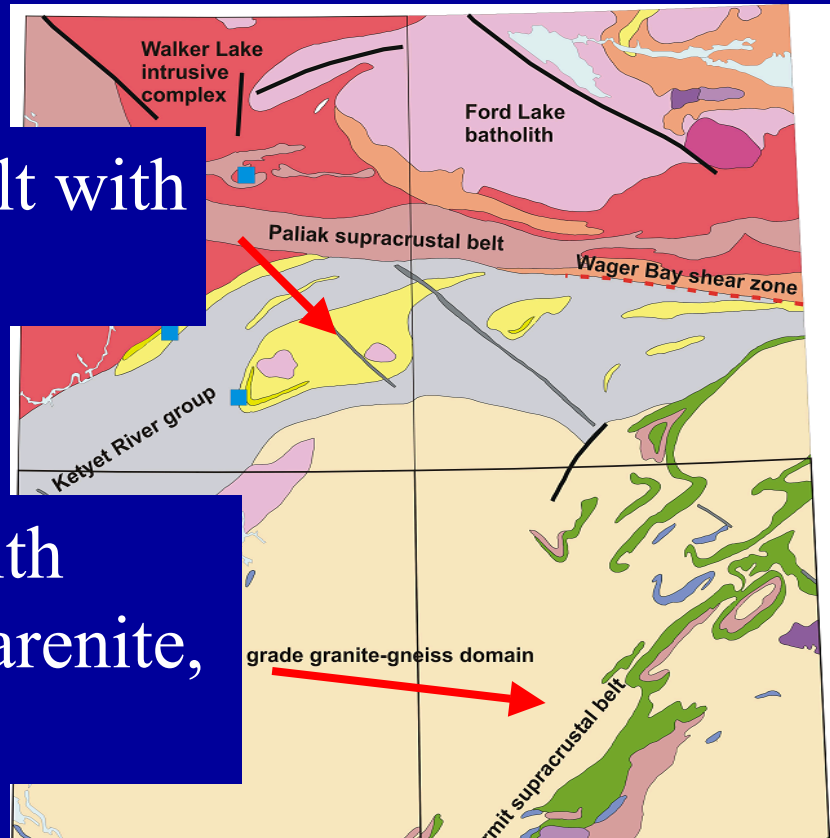 Walker Lake
intrusive
complex
Ford Lake
batholith
lt with
Paliak supracrustal belt
Wager Bay shear zone
Ketyet River group
ith
arenite,
grade granite-gneiss domain
rmit supracrustal belt